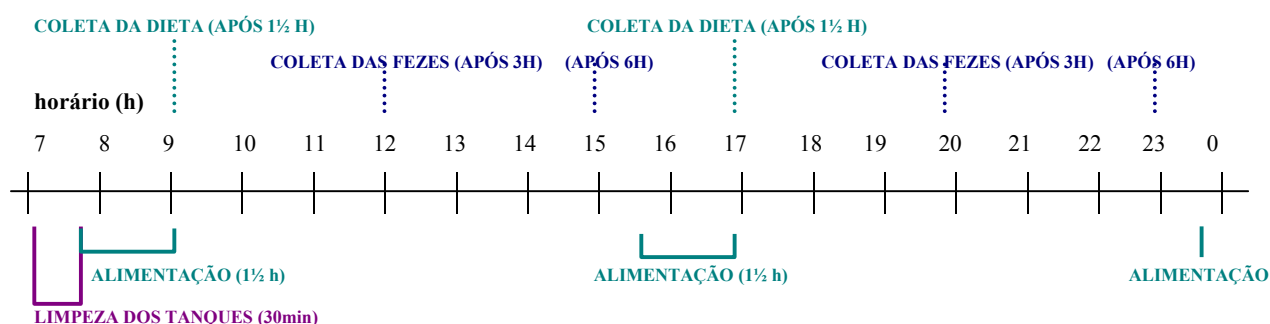 COLETA DA DIETA (APÓS 1½ H) COLETA DA DIETA (APÓS 1½ H)
COLETA DAS FEZES (APÓS 3H) (APÓS 6H) COLETA DAS FEZES (APÓS 3H) (APÓS 6H)
horário (h)
7 8 9 10 11 12 13 14 15 16 17 18 19 20 21 22 23 0
ALIMENTAÇÃO (1½ h) ALIMENTAÇÃO (1½ h) ALIMENTAÇÃO
LIMPEZA DOS TANQUES (30min)